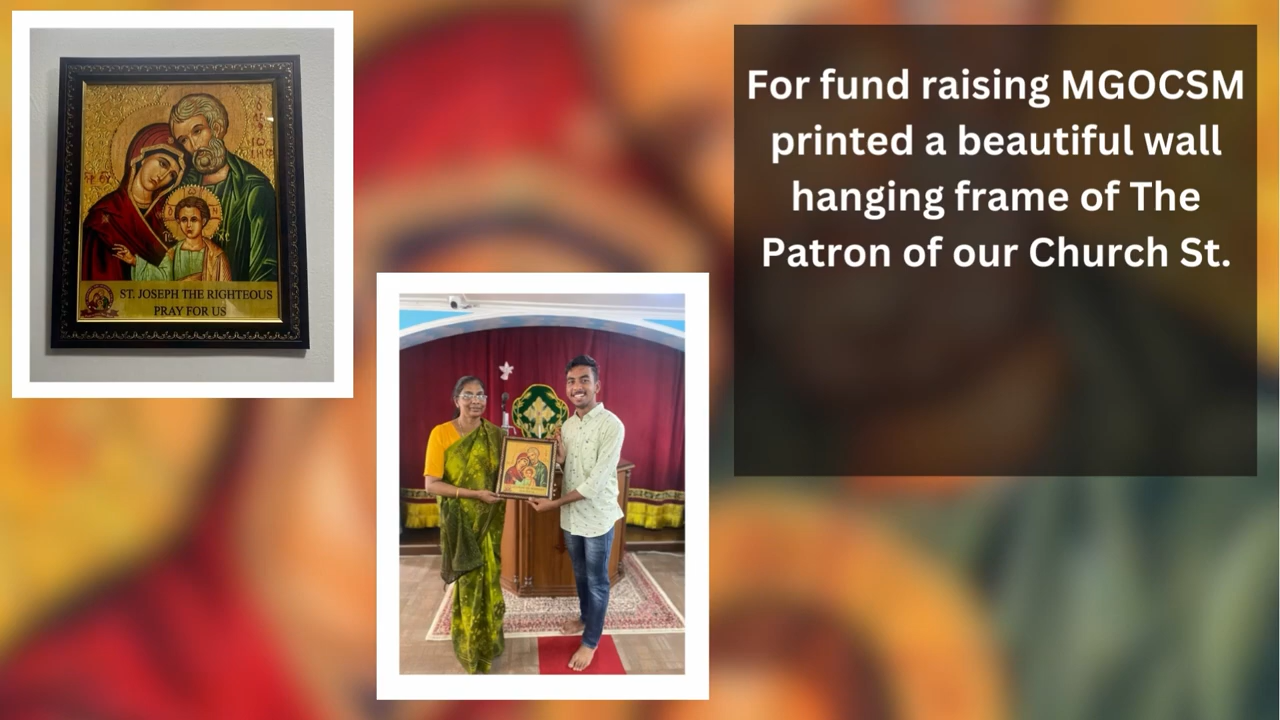 ST. JOSEPH THE RIGHTEOUS
PRAY FOR US
For fund raising MGOCSM
printed a beautiful wall
hanging frame of The
Patron of our Church St.